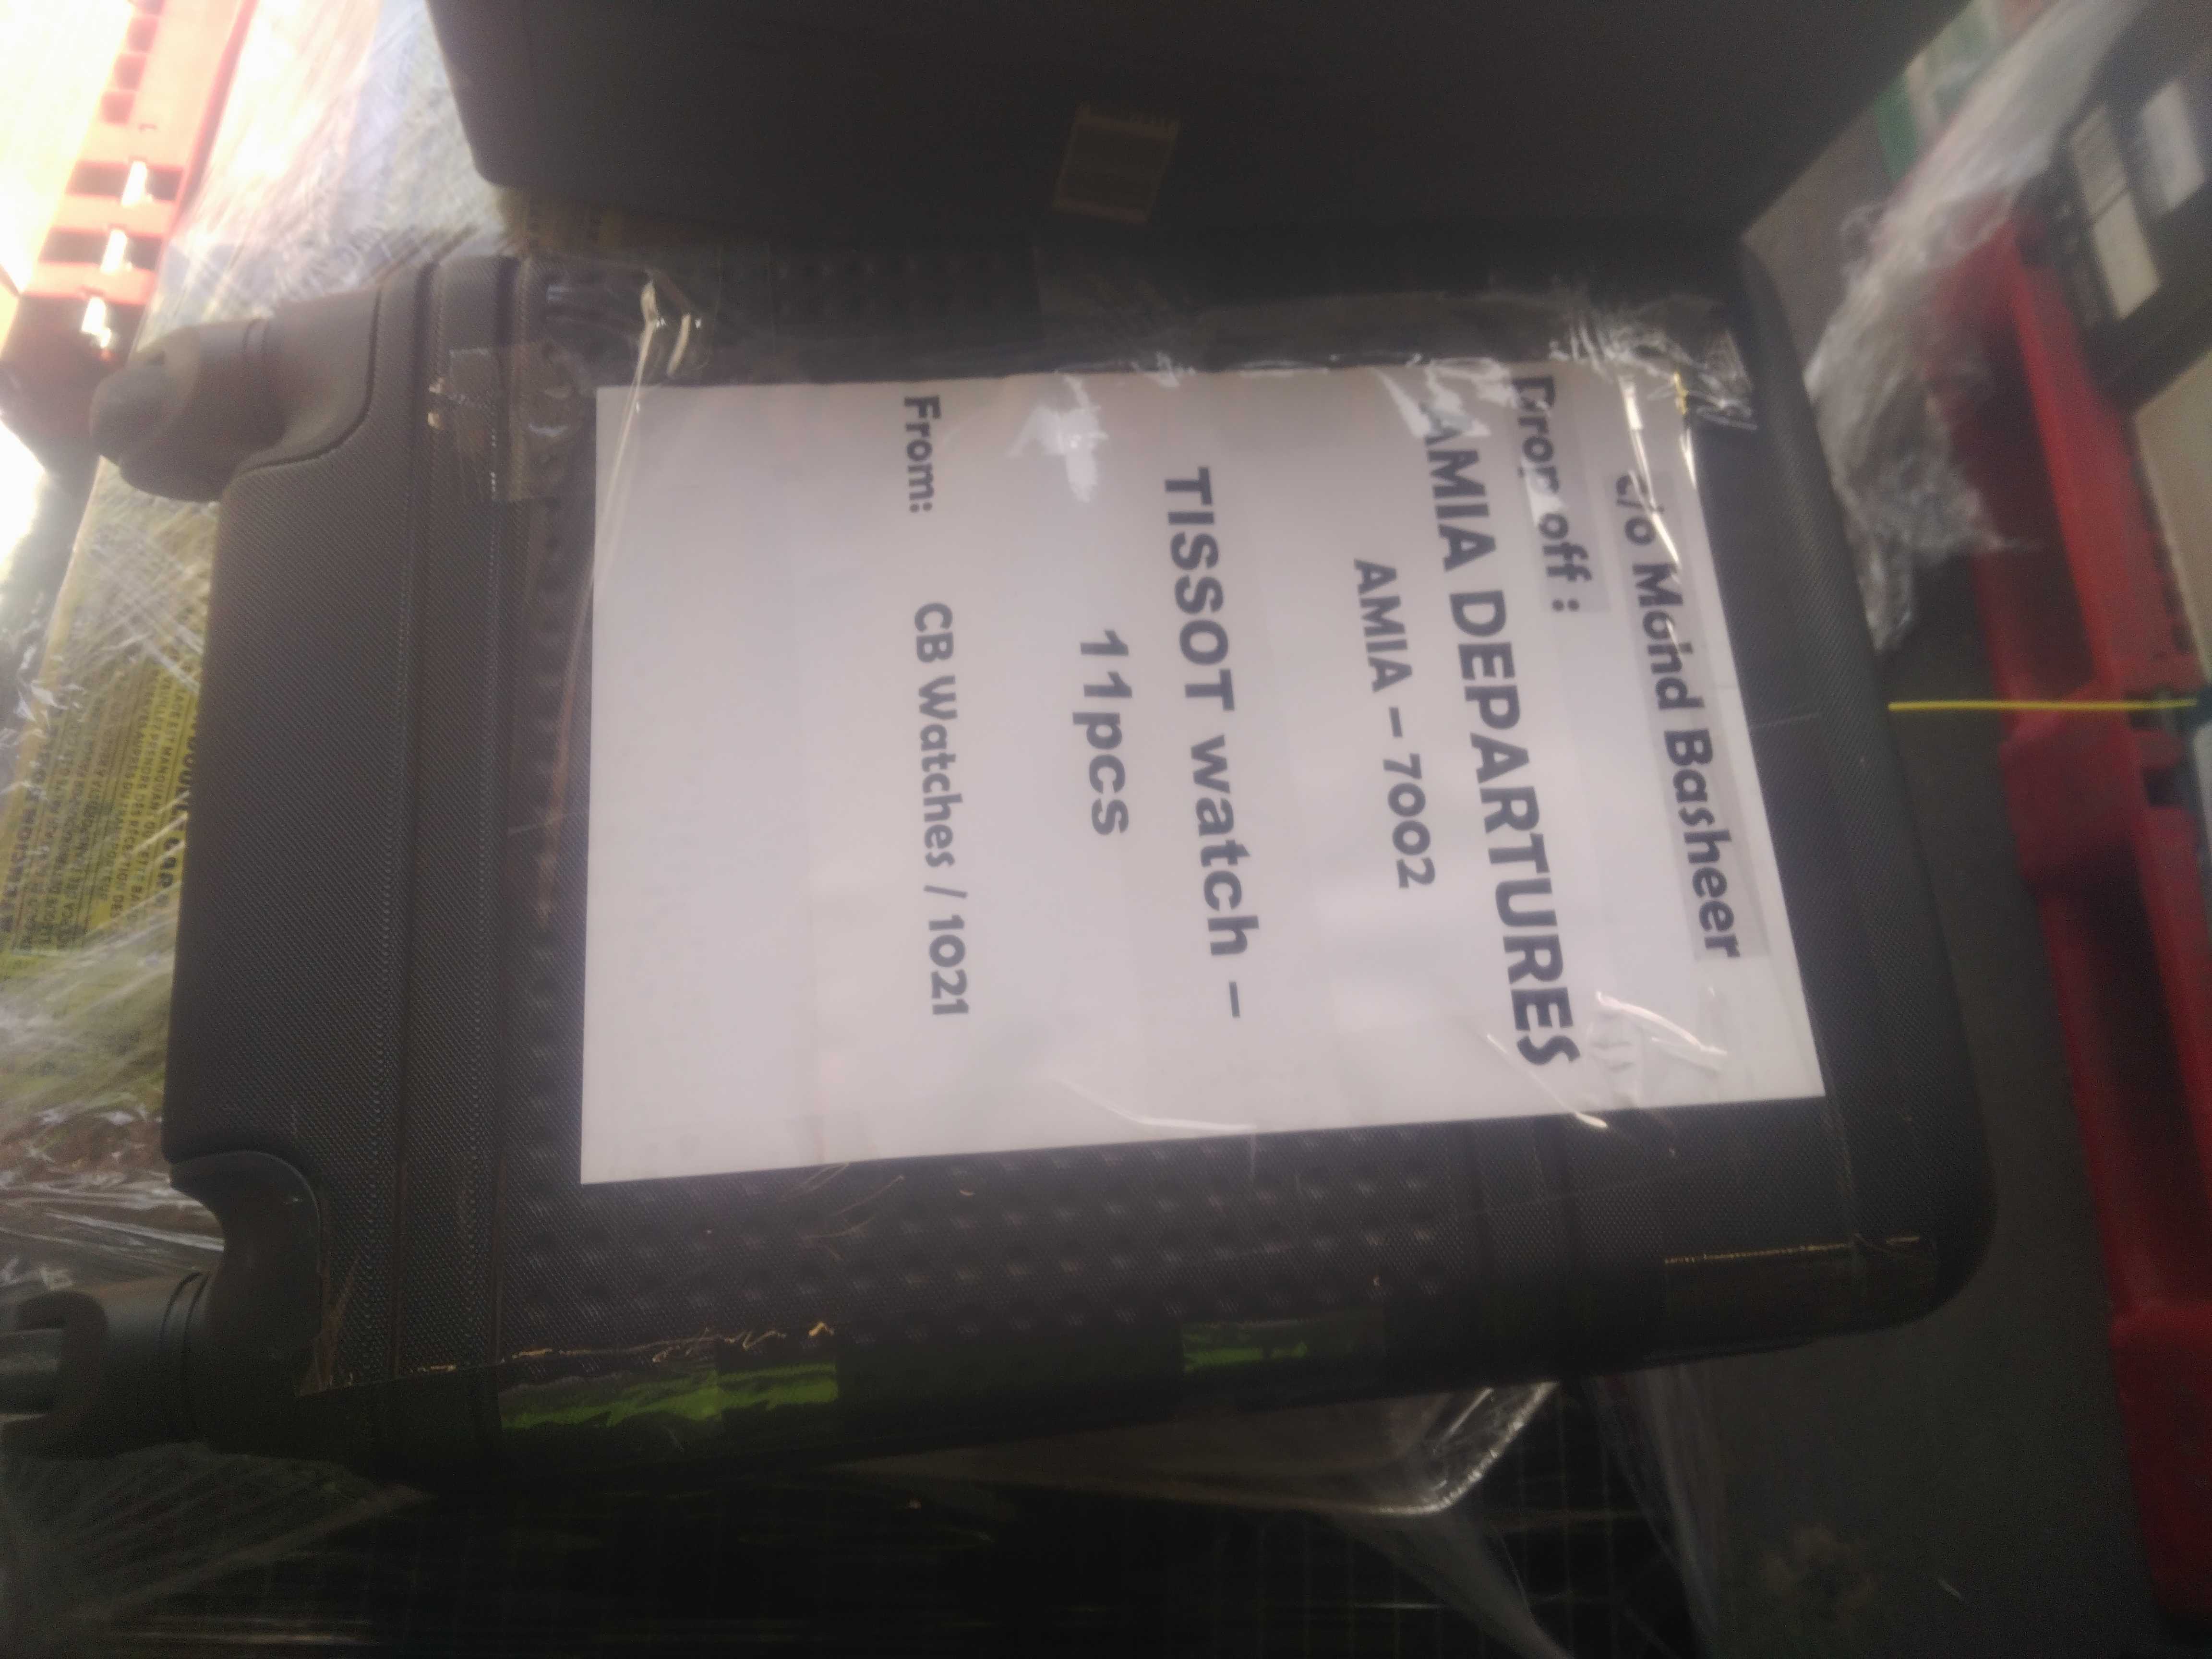 c/o Mohd Basheer
Drop off :
AMIA DEPARTURES
AMIA – 7002
TISSOT watch –
11pcs
From: CB Watches / 1021